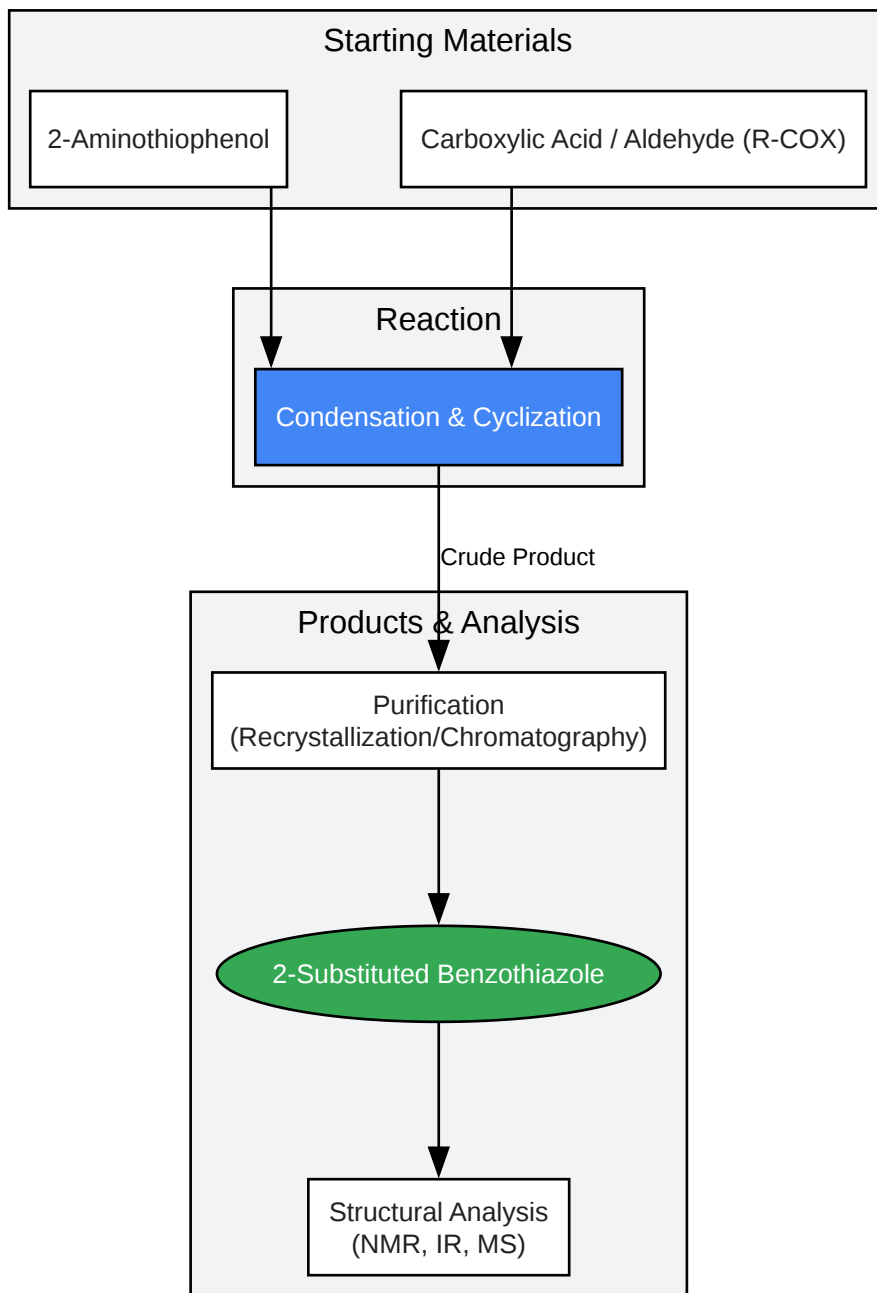 Starting Materials
2-Aminothiophenol
Carboxylic Acid / Aldehyde (R-COX)
Reaction
Condensation & Cyclization
Crude Product
Products & Analysis
Purification
(Recrystallization/Chromatography)
2-Substituted Benzothiazole
Structural Analysis
(NMR, IR, MS)